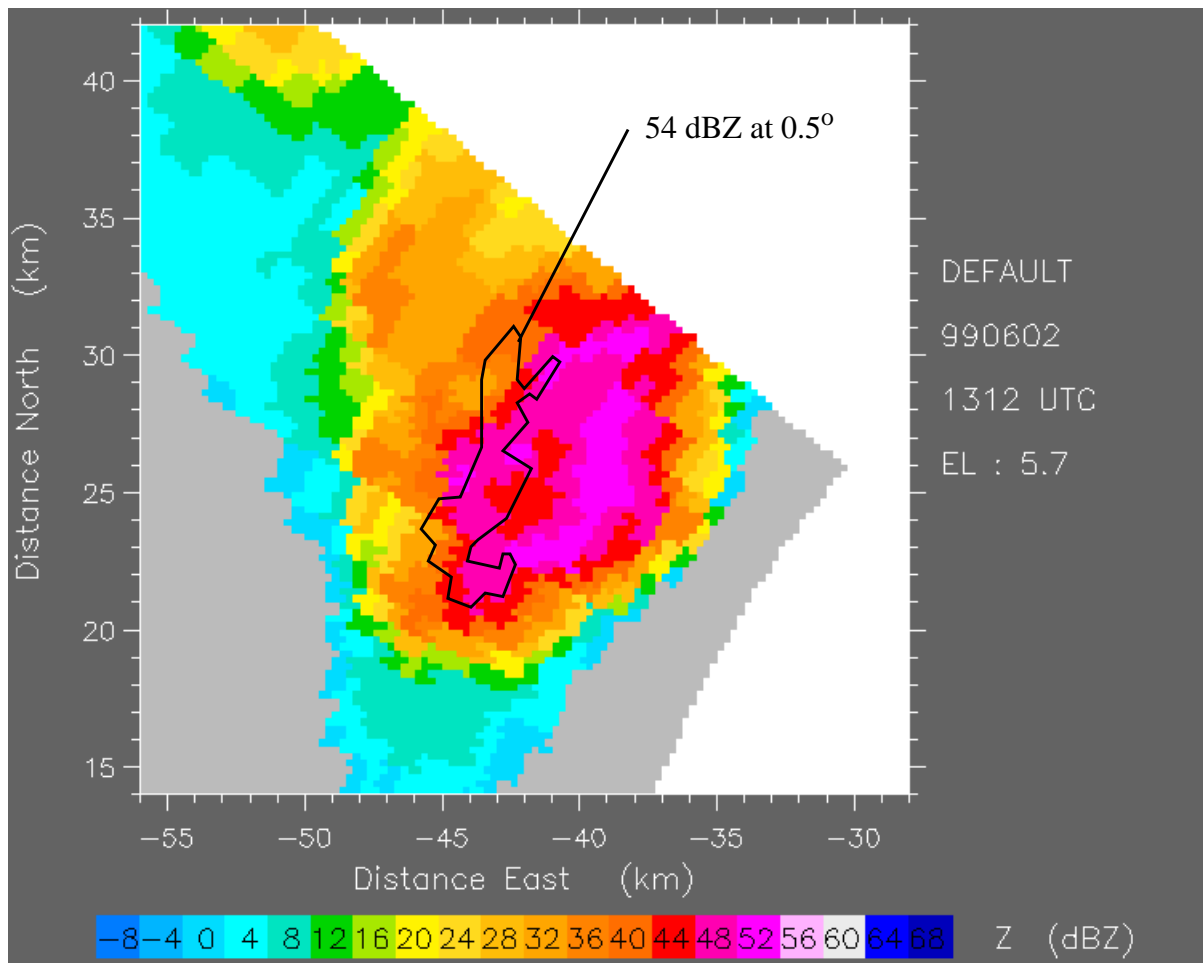 54 dBZ at 0.5o
40
35
30
25
20
15
Distance North (km)
−55 −50 −45 −40 −35 −30
Distance East (km)
DEFAULT
990602
1312 UTC
EL : 5.7
−8 −4 0 4 8 12 16 20 24 28 32 36 40 44 48 52 56 60 64 68 Z (dBZ)